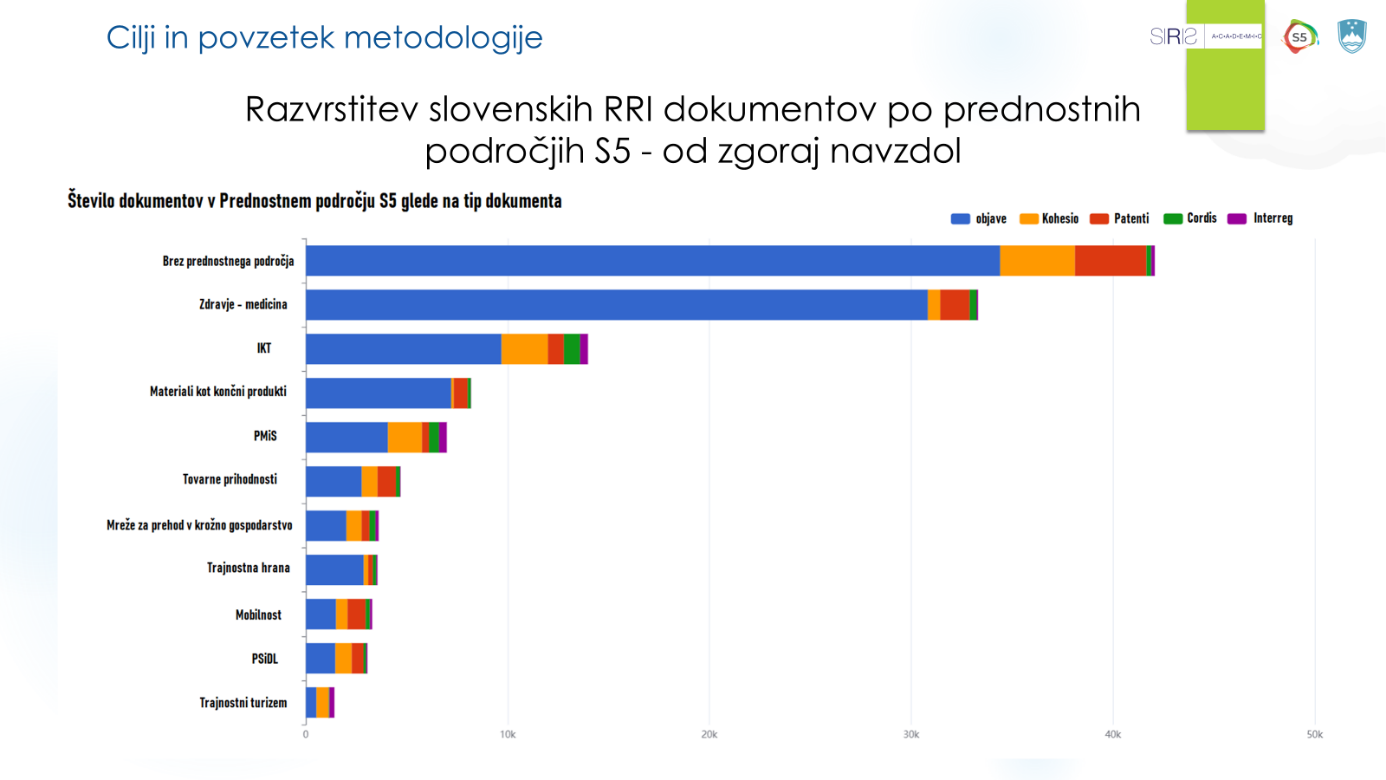 Cilji in povzetek metodologije
SIRIS A•C•A•D•E•M•I•C
S5
Razvrstitev slovenskih RRI dokumentov po prednostnih
področjih S5 - od zgoraj navzdol
Število dokumentov v Prednostnem področju S5 glede na tip dokumenta
objave Kohesio Patenti Cordis Interreg
Brez prednostnega področja
Zdravje - medicina
IKT
Materiali kot končni produkti
PMiS
Tovarne prihodnosti
Mreže za prehod v krožno gospodarstvo
Trajnostna hrana
Mobilnost
PSiDL
Trajnostni turizem
0 10k 20k 30k 40k 50k